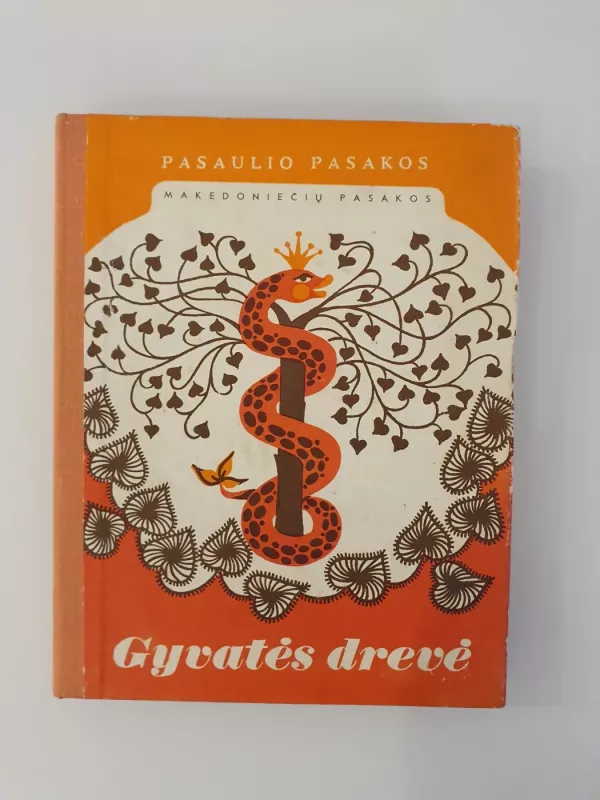 PASAULIO PASAKOS
MAKEDONIEČIŲ PASAKOS
Gyvatės drevė